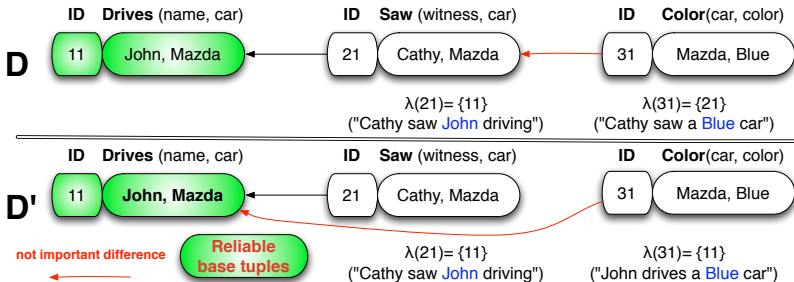 ID Drives (name, car) ID Saw (witness, car) ID Color(car, color)
D 11 John, Mazda 21 Cathy, Mazda 31 Mazda, Blue
λ(21)= {11} λ(31)= {21}
("Cathy saw John driving") ("Cathy saw a Blue car")
ID Drives (name, car) ID Saw (witness, car) ID Color(car, color)
D' 11 John, Mazda 21 Cathy, Mazda 31 Mazda, Blue
not important difference Reliable
base tuples
λ(21)= {11} λ(31)= {11}
("Cathy saw John driving") ("John drives a Blue car")